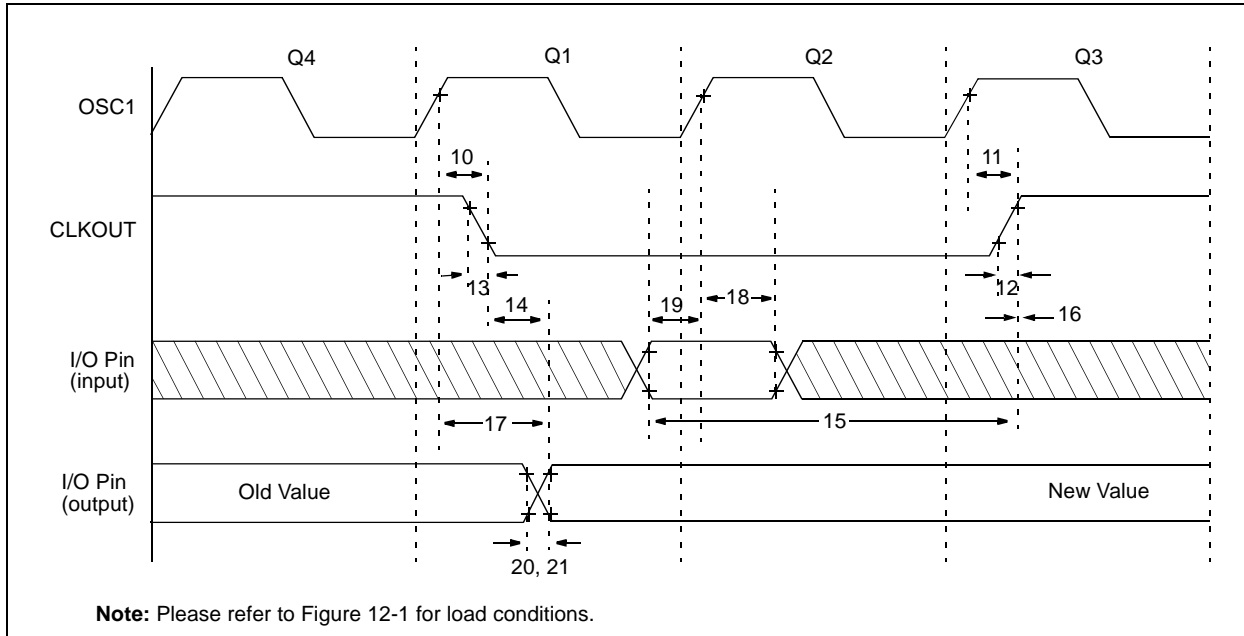 Q4 Q1 Q2 Q3
OSC1
10 11
CLKOUT
13 14 19 18 12 16
I/O Pin
(input)
17 15
I/O Pin
(output)
Old Value New Value
20, 21
Note: Please refer to Figure 12-1 for load conditions.